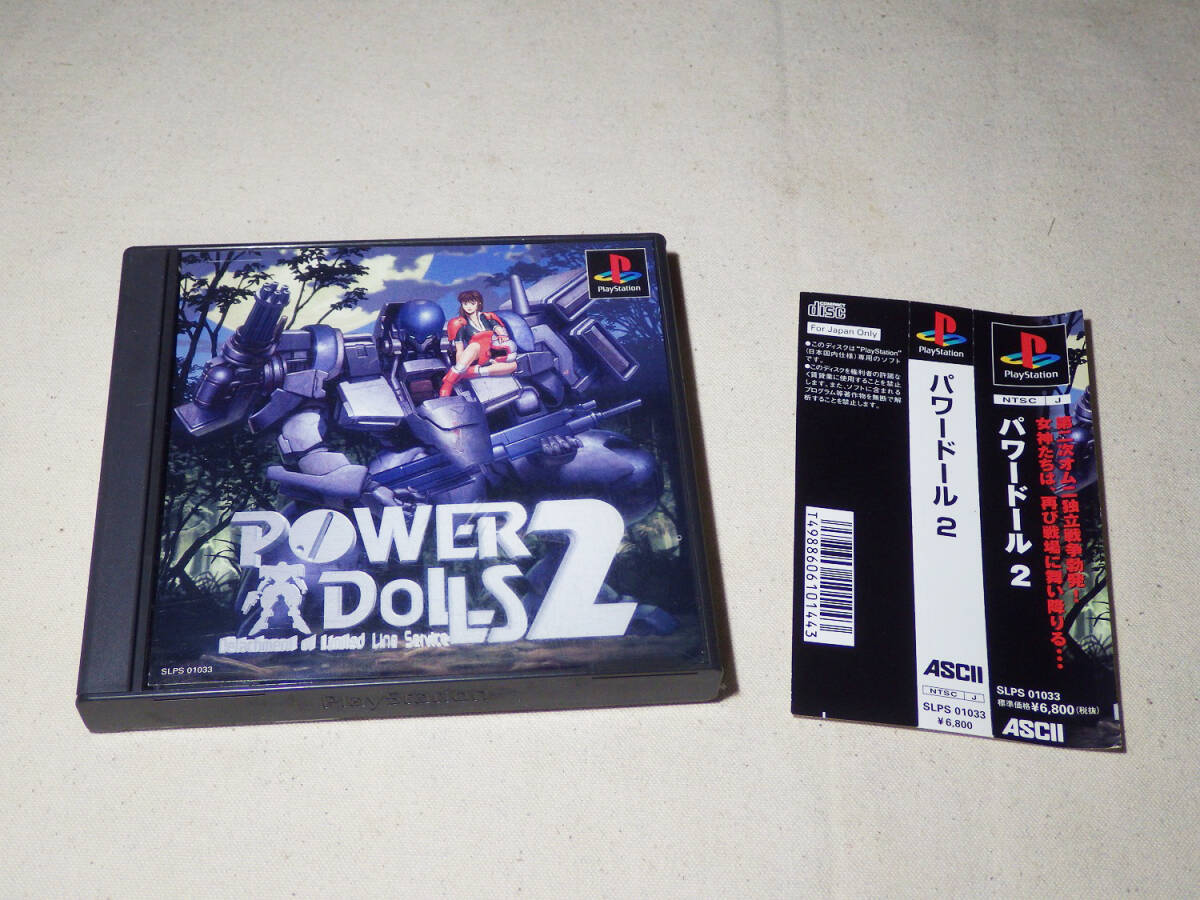 PlayStation
POWER
DOLLS 2
Detachment of Limited Line Service
SLPS 01033
PlayStation
COMPACT
disc
For Japan Only
●このディスクは"PlayStation"
(日本国内仕様)専用のソフト
です。
●このディスクを権利者の許諾な
く賃貸業に使用することを禁止
します。また、ソフトに含まれる
プログラム等著作物を無断で解
析することを禁止します。
T4988606101443
PlayStation
パワードール 2
ASCII
NTSC J
SLPS 01033
¥6,800
PlayStation
NTSC J
第二次オムニ独立戦争勃発!
女神たちは、再び戦場に舞い降りる…
パワードール 2
SLPS 01033
標準価格¥6,800(税抜)
ASCII